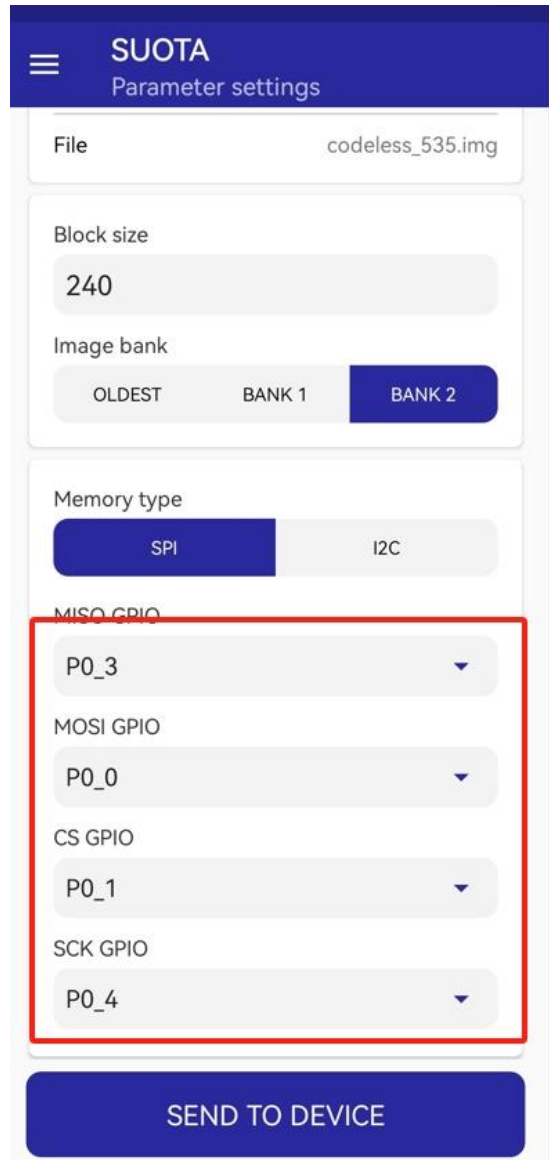 SUOTA
Parameter settings
File codeless_535.img
Block size
240
Image bank
OLDEST BANK 1 BANK 2
Memory type
SPI I2C
MISO GPIO
P0_3
MOSI GPIO
P0_0
CS GPIO
P0_1
SCK GPIO
P0_4
SEND TO DEVICE